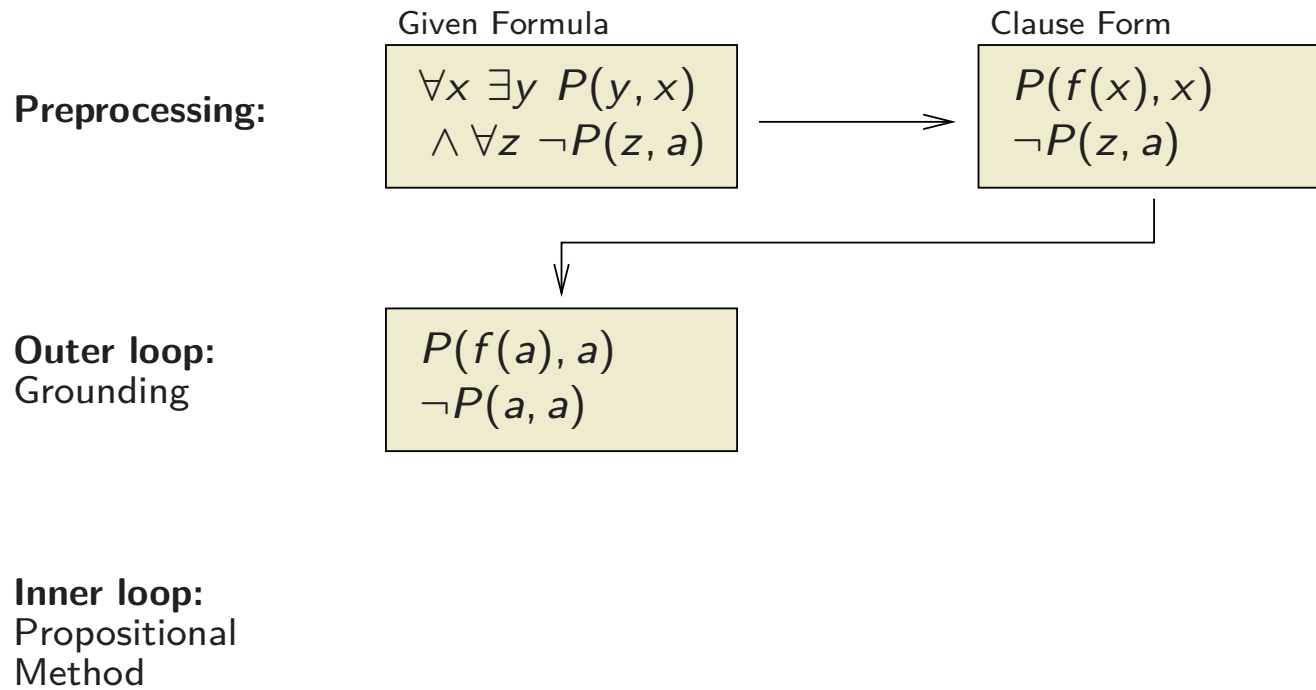 Given Formula
Clause Form
Preprocessing:
∀x ∃y P(y, x)
∧ ∀z ¬P(z, a)
P(f(x), x)
¬P(z, a)
Outer loop:
Grounding
P(f(a), a)
¬P(a, a)
Inner loop:
Propositional
Method